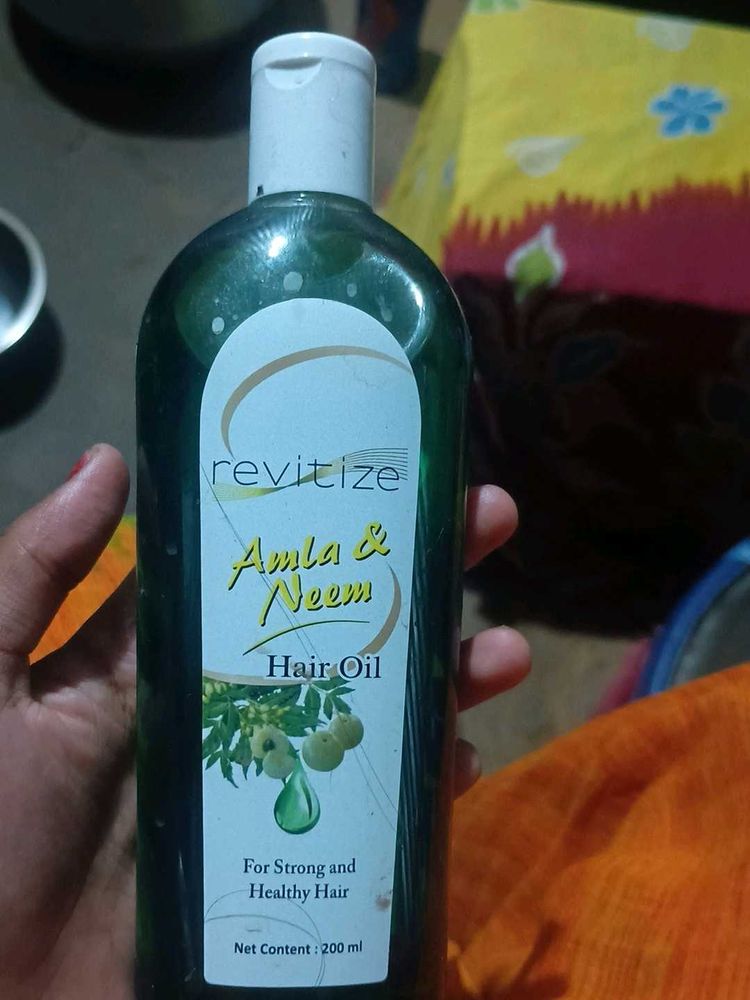 revitize
Amla &
Neem
Hair Oil
For Strong and
Healthy Hair
Net Content : 200 ml